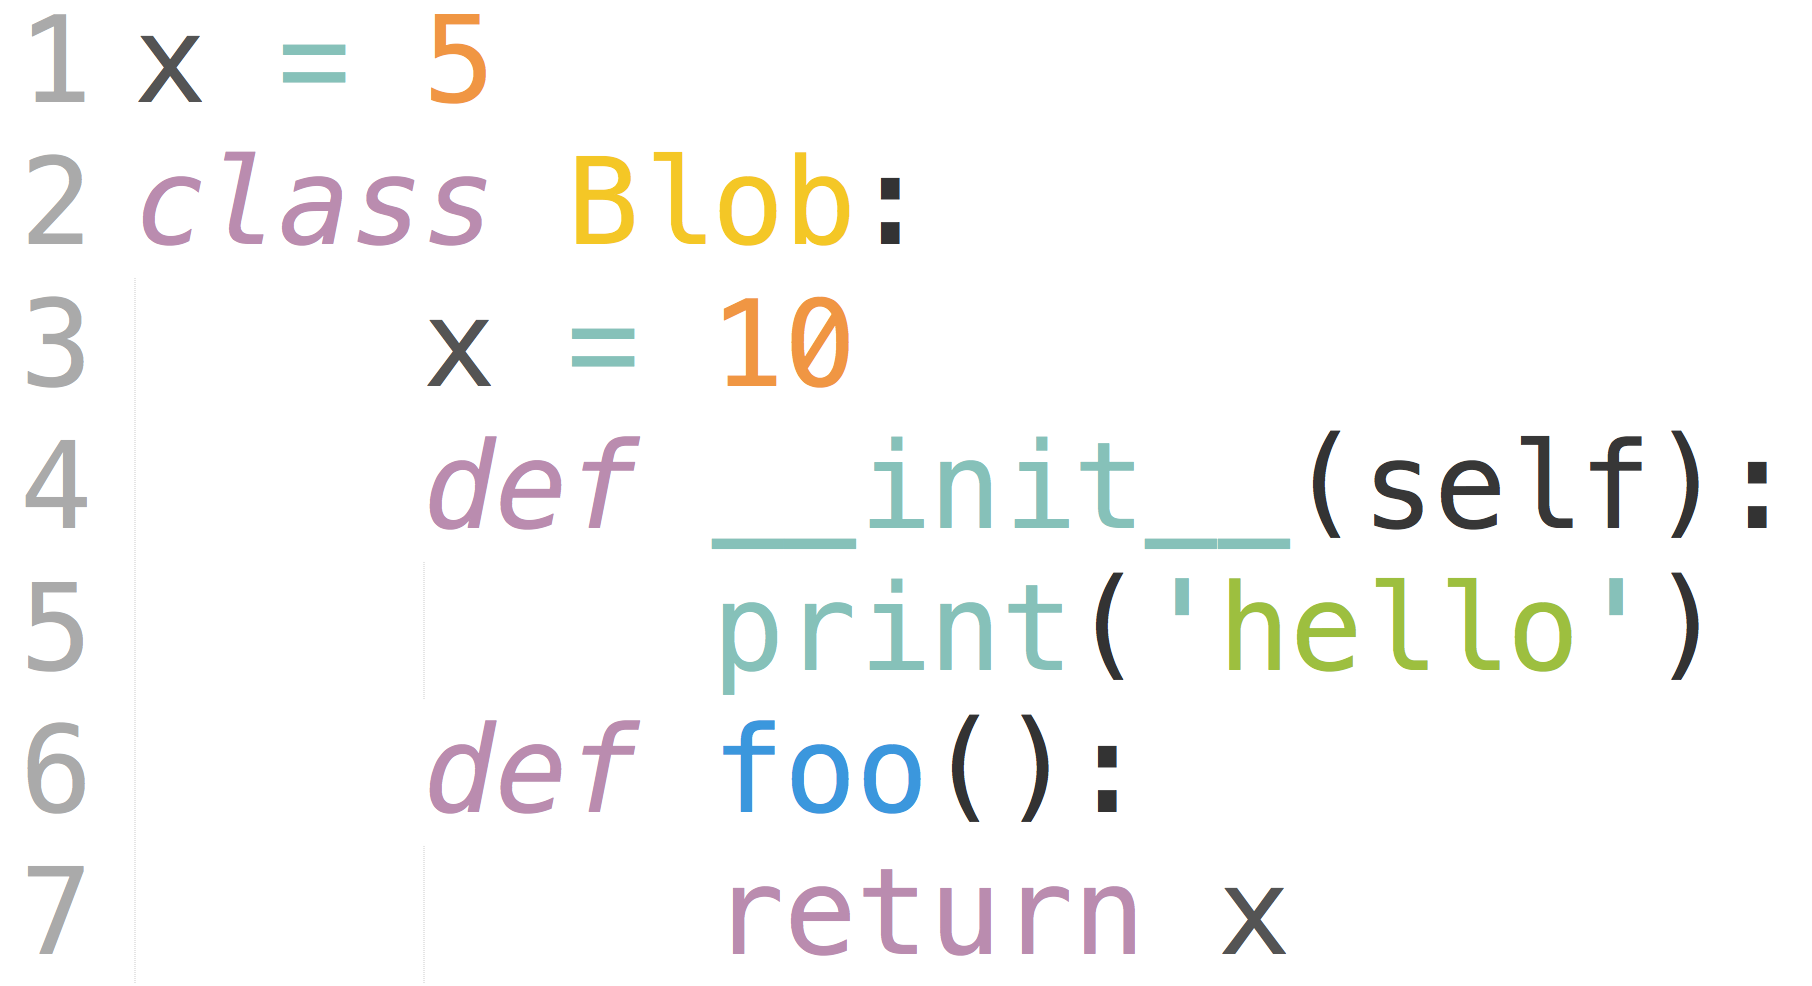 1 x = 5
2 class Blob:
3     x = 10
4     def __init__(self):
5         print('hello')
6     def foo():
7         return x